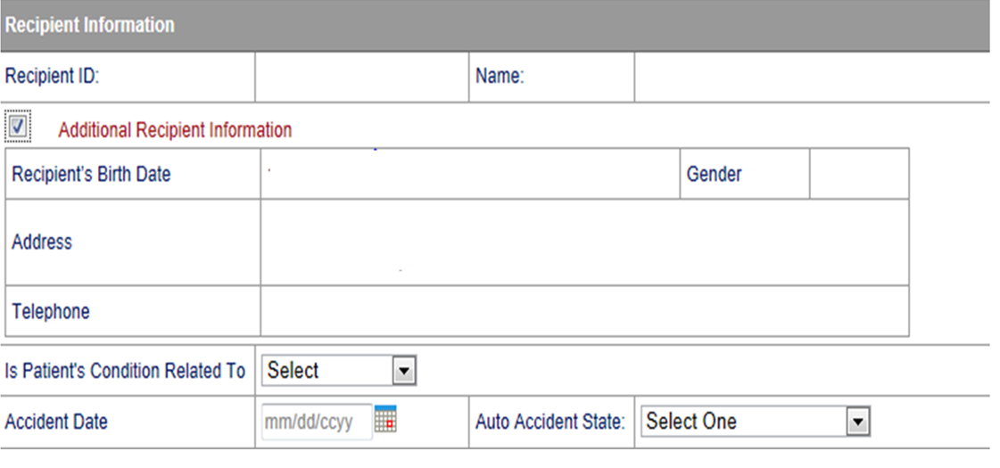 Recipient Information
Recipient ID: Name:
Additional Recipient Information
Recipient's Birth Date Gender
Address
Telephone
Is Patient's Condition Related To Select
Accident Date mm/dd/ccyy Auto Accident State: Select One